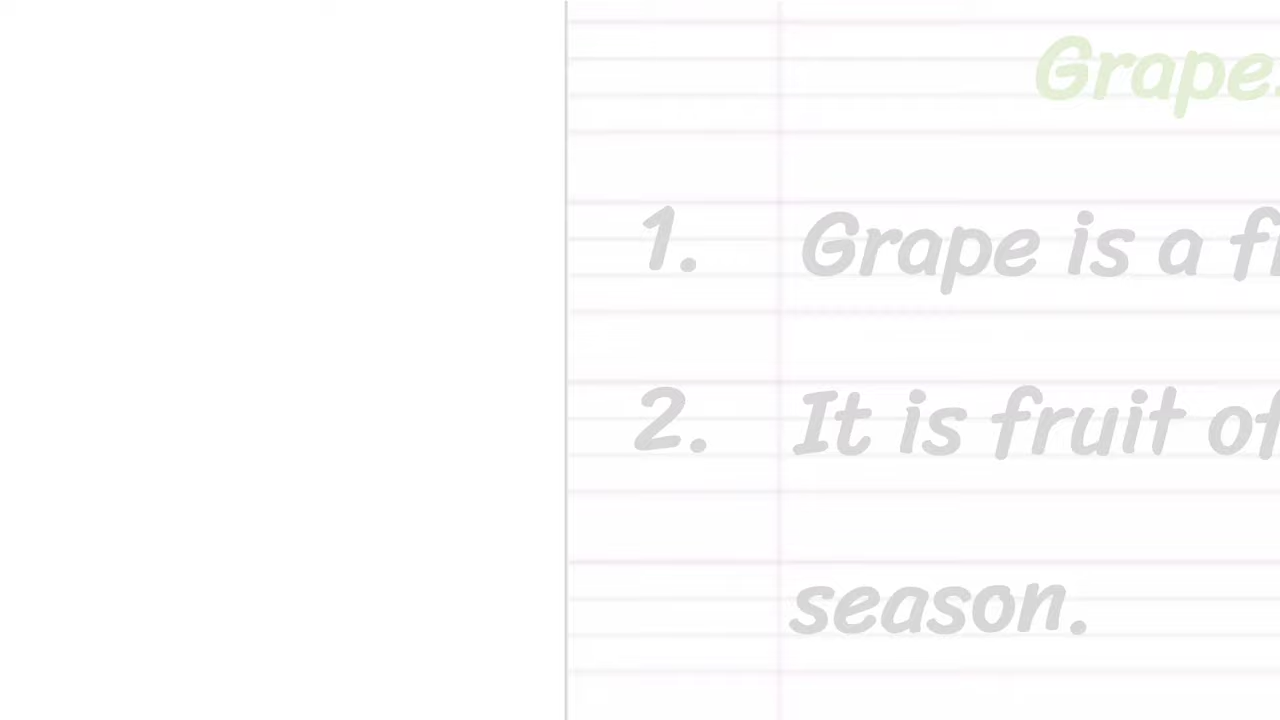 Grape
1. Grape is a
2. It is fruit of
season.